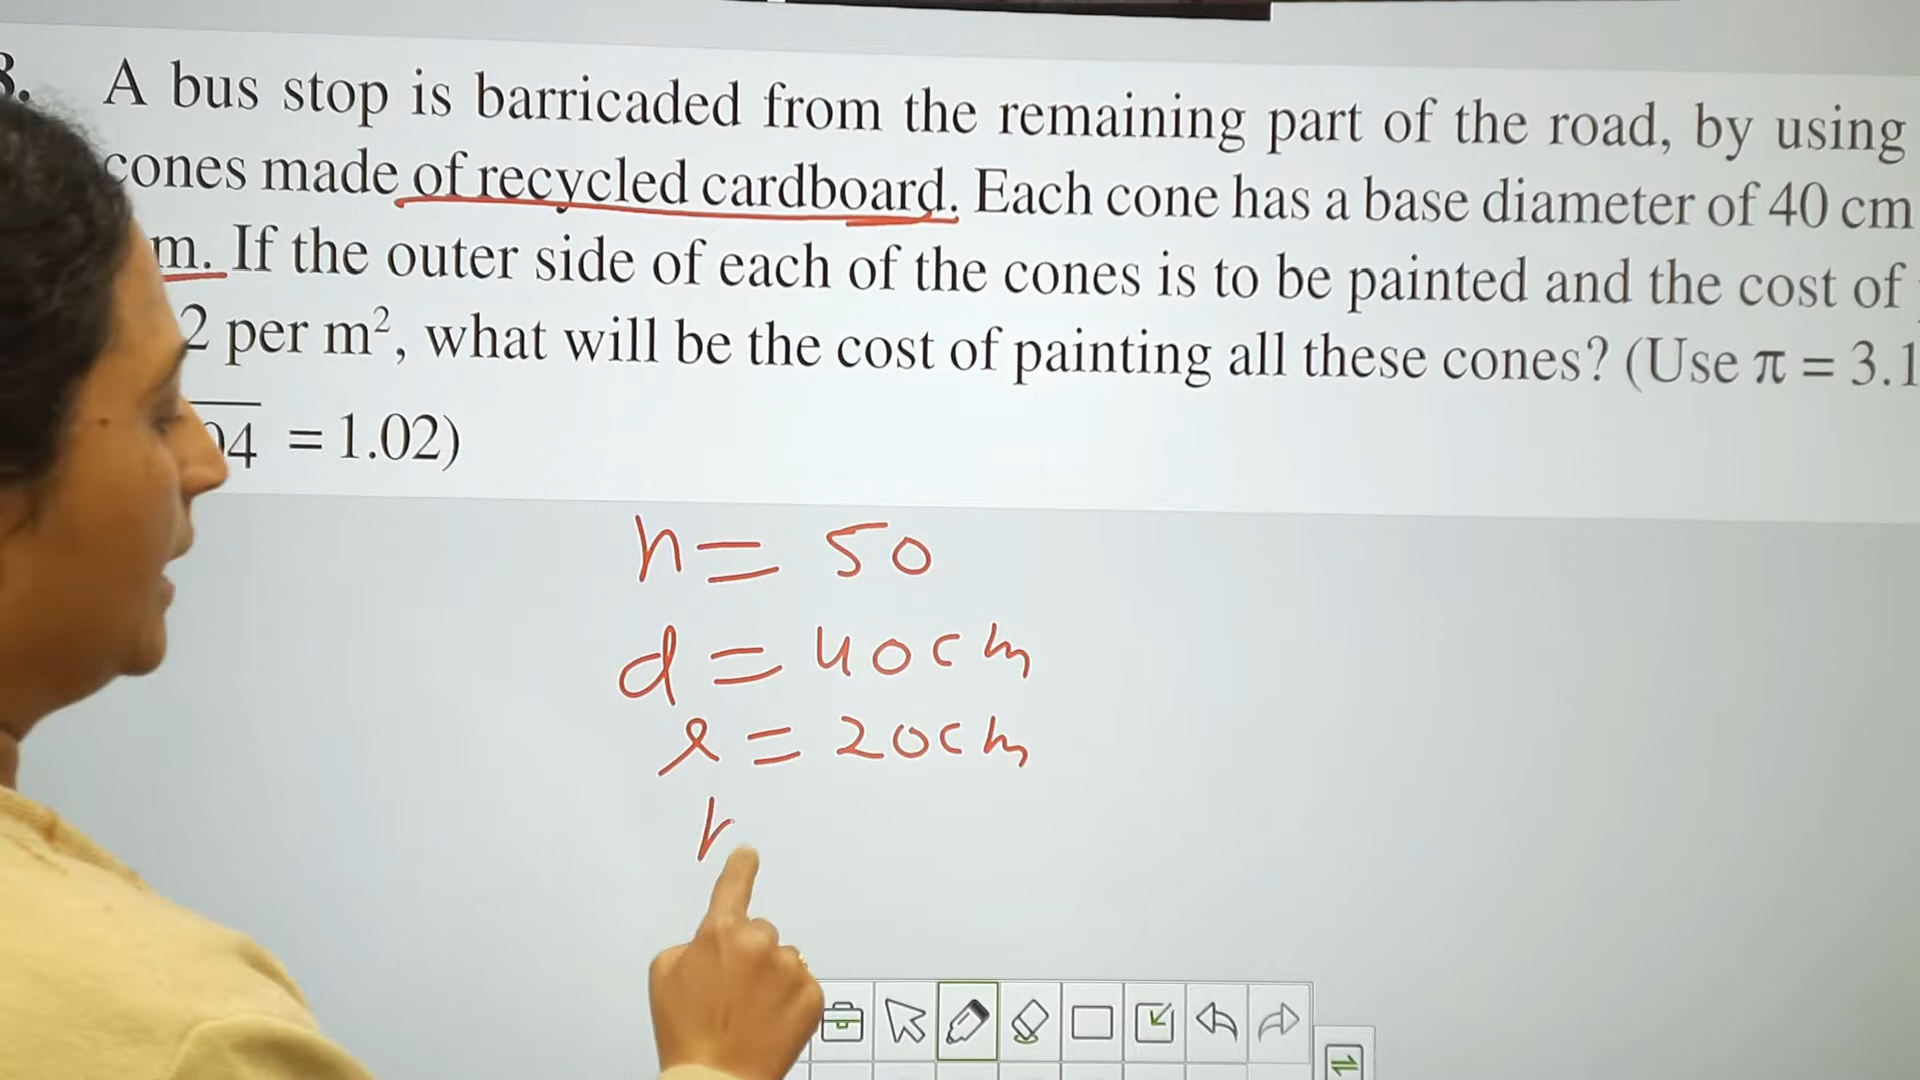 A bus stop is barricaded from the remaining part of the road, by using
cones made of recycled cardboard. Each cone has a base diameter of 40 cm
m. If the outer side of each of the cones is to be painted and the cost of
2 per m², what will be the cost of painting all these cones? (Use π = 3.1
04 = 1.02)
n = 50
d = 40cm
r = 20cm
h